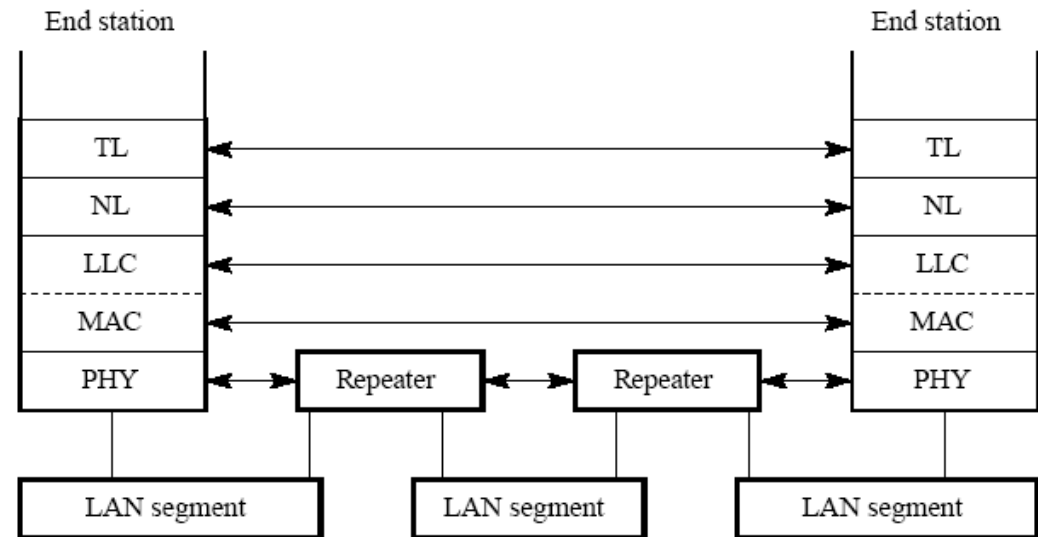 End station
End station
TL
TL
NL
NL
LLC
LLC
MAC
MAC
PHY
Repeater
Repeater
PHY
LAN segment
LAN segment
LAN segment